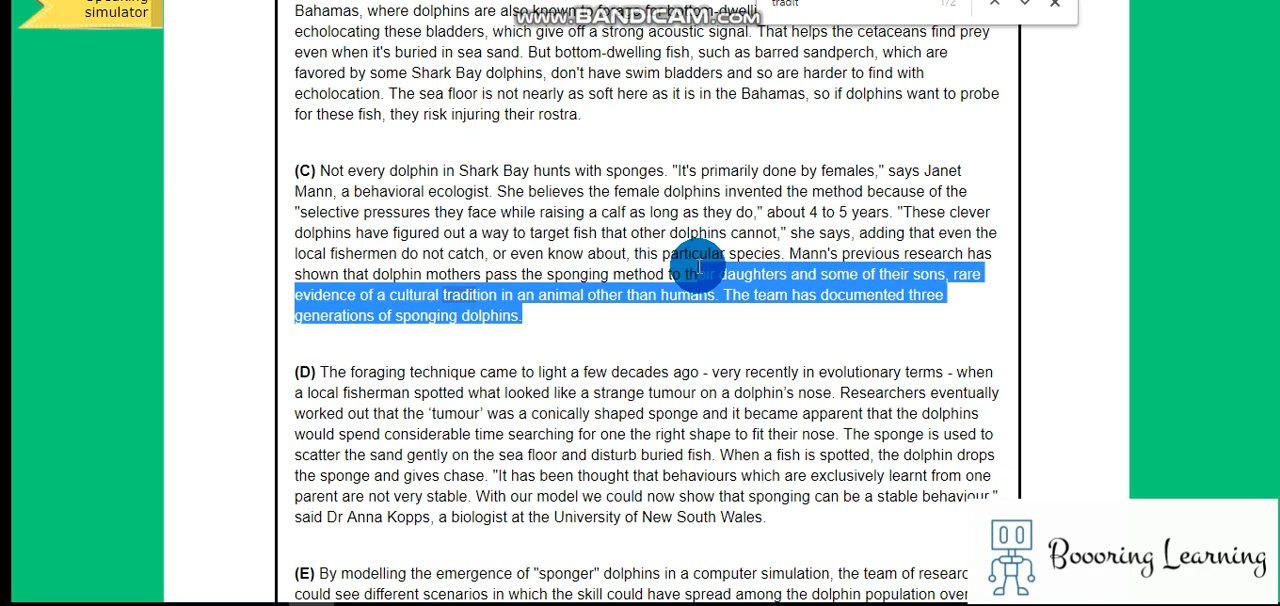 Speaking
simulator
www.BANDICAM.com
tradit
1/2
Bahamas, where dolphins are also known to forage for bottom-dwelli
echolocating these bladders, which give off a strong acoustic signal. That helps the cetaceans find prey
even when it's buried in sea sand. But bottom-dwelling fish, such as barred sandperch, which are
favored by some Shark Bay dolphins, don't have swim bladders and so are harder to find with
echolocation. The sea floor is not nearly as soft here as it is in the Bahamas, so if dolphins want to probe
for these fish, they risk injuring their rostra.
(C) Not every dolphin in Shark Bay hunts with sponges. "It's primarily done by females," says Janet
Mann, a behavioral ecologist. She believes the female dolphins invented the method because of the
"selective pressures they face while raising a calf as long as they do," about 4 to 5 years. "These clever
dolphins have figured out a way to target fish that other dolphins cannot," she says, adding that even the
local fishermen do not catch, or even know about, this particular species. Mann's previous research has
shown that dolphin mothers pass the sponging method to their daughters and some of their sons, rare
evidence of a cultural tradition in an animal other than humans. The team has documented three
generations of sponging dolphins.
(D) The foraging technique came to light a few decades ago - very recently in evolutionary terms - when
a local fisherman spotted what looked like a strange tumour on a dolphin's nose. Researchers eventually
worked out that the ‘tumour’ was a conically shaped sponge and it became apparent that the dolphins
would spend considerable time searching for one the right shape to fit their nose. The sponge is used to
scatter the sand gently on the sea floor and disturb buried fish. When a fish is spotted, the dolphin drops
the sponge and gives chase. "It has been thought that behaviours which are exclusively learnt from one
parent are not very stable. With our model we could now show that sponging can be a stable behaviour,"
said Dr Anna Kopps, a biologist at the University of New South Wales.
(E) By modelling the emergence of "sponger" dolphins in a computer simulation, the team of researc
could see different scenarios in which the skill could have spread among the dolphin population over
Boooring Learning